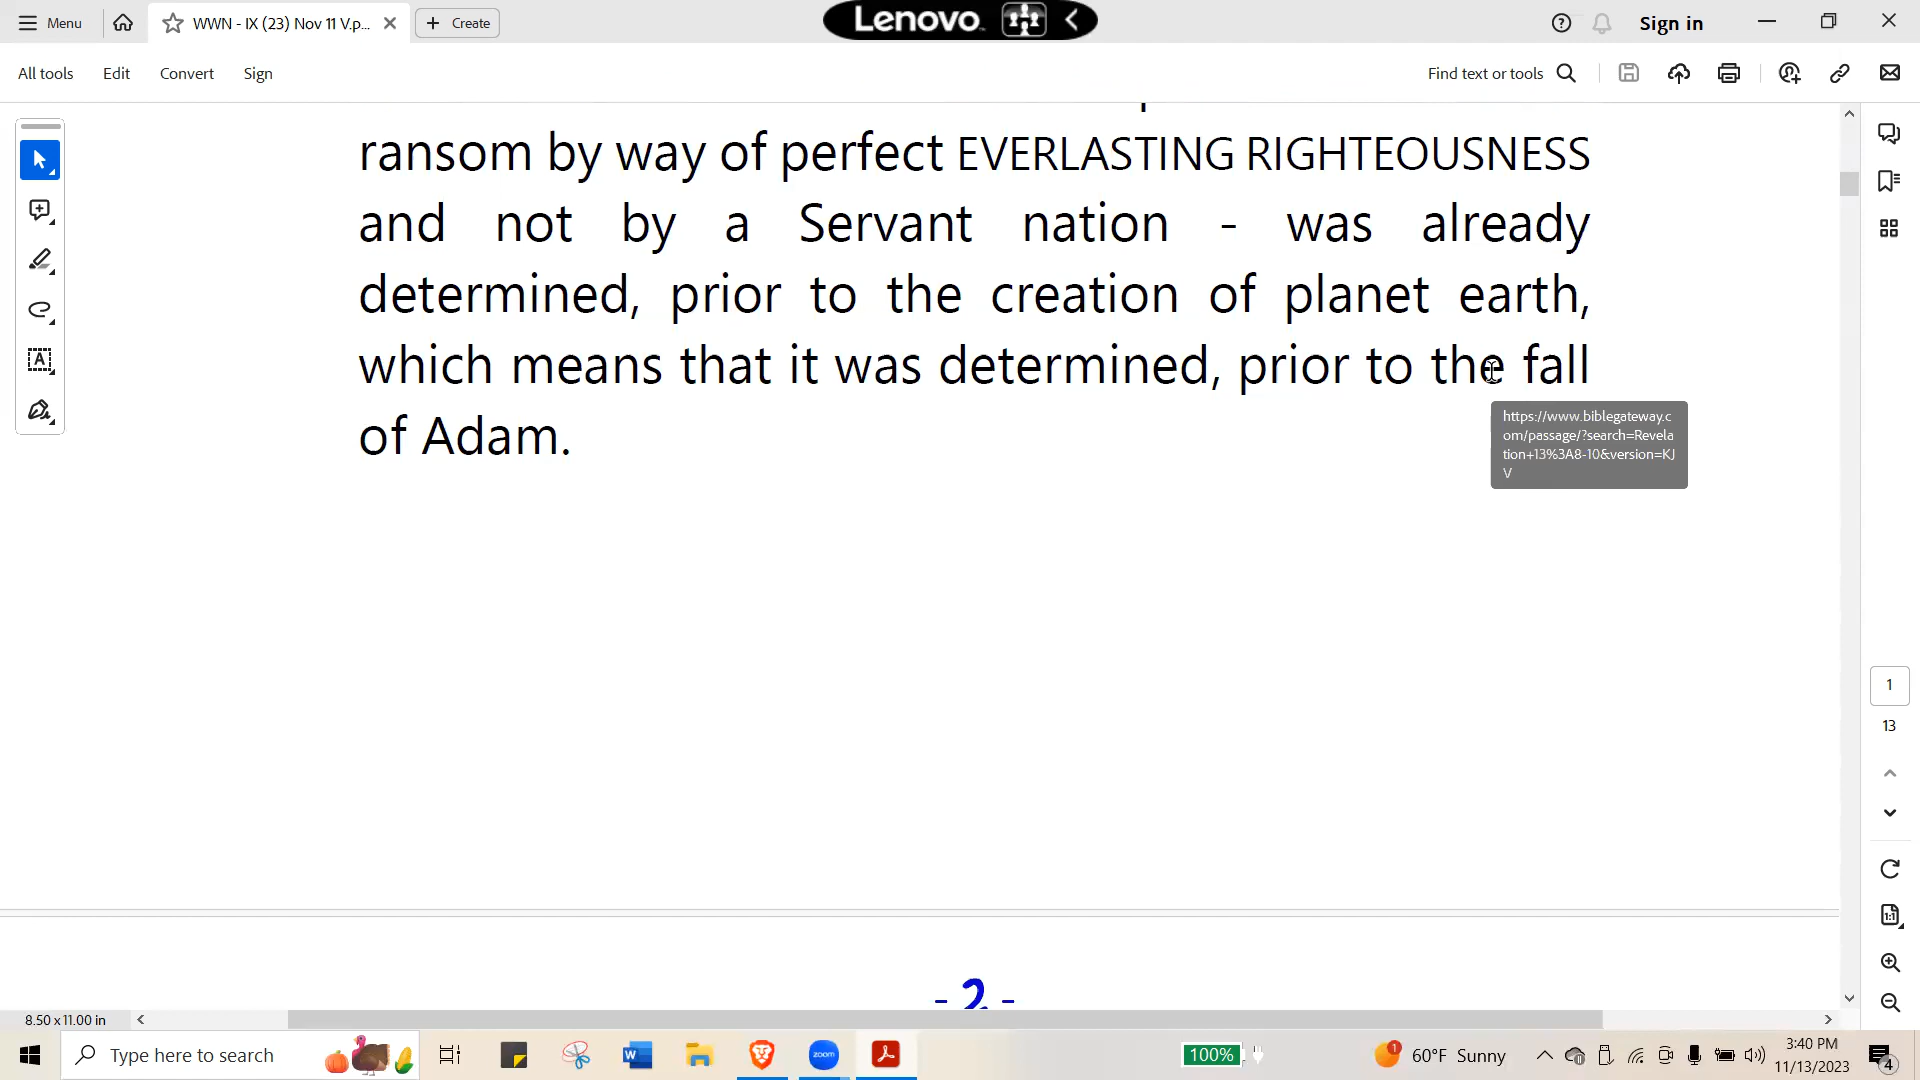 Menu
WWN - IX (23) Nov 11 V.p...
Create
Lenovo
Sign in
All tools
Edit
Convert
Sign
Find text or tools
ransom by way of perfect EVERLASTING RIGHTEOUSNESS
and not by a Servant nation - was already
determined, prior to the creation of planet earth,
which means that it was determined, prior to the fall
of Adam.
https://www.biblegateway.c
om/passage/?search=Revela
tion+13%3A8-10&version=KJ
V
1
13
- 2 -
8.50 x 11.00 in
Type here to search
zoom
100%
1
60°F Sunny
3:40 PM
11/13/2023
4